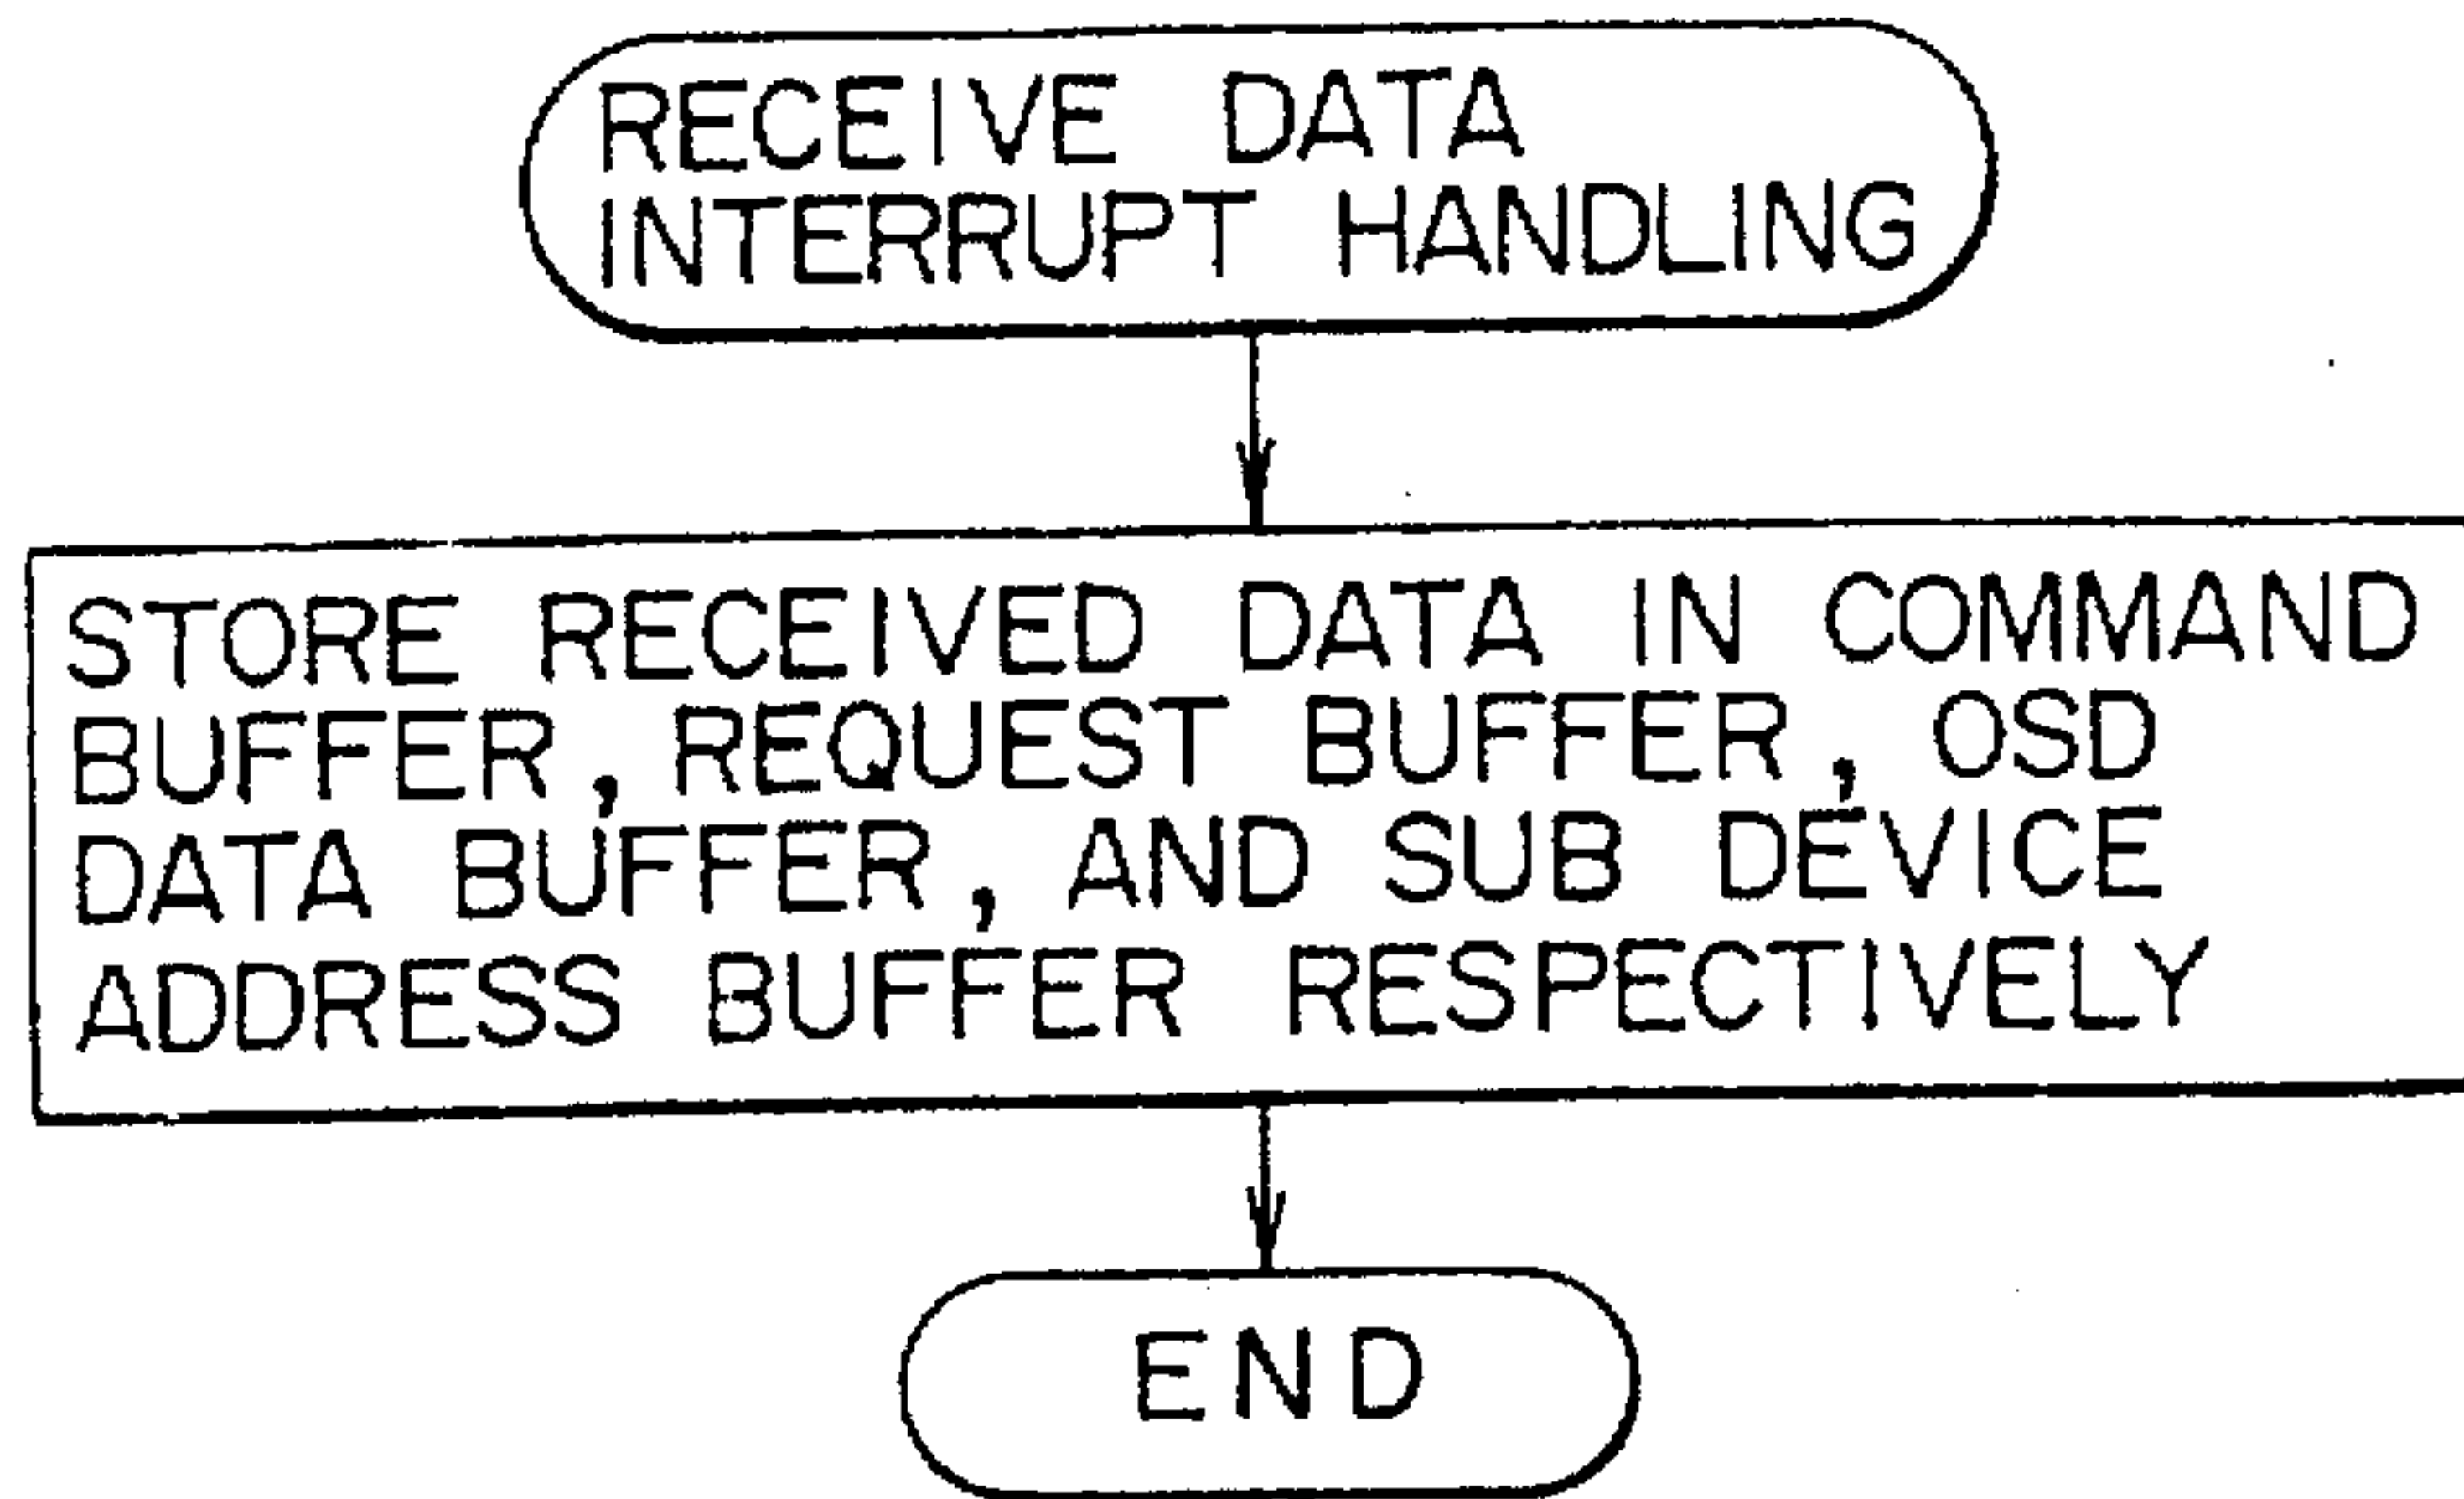 RECEIVE DATA
INTERRUPT HANDLING
STORE RECEIVED DATA IN COMMAND
BUFFER, REQUEST BUFFER, OSD
DATA BUFFER, AND SUB DEVICE
ADDRESS BUFFER RESPECTIVELY
END